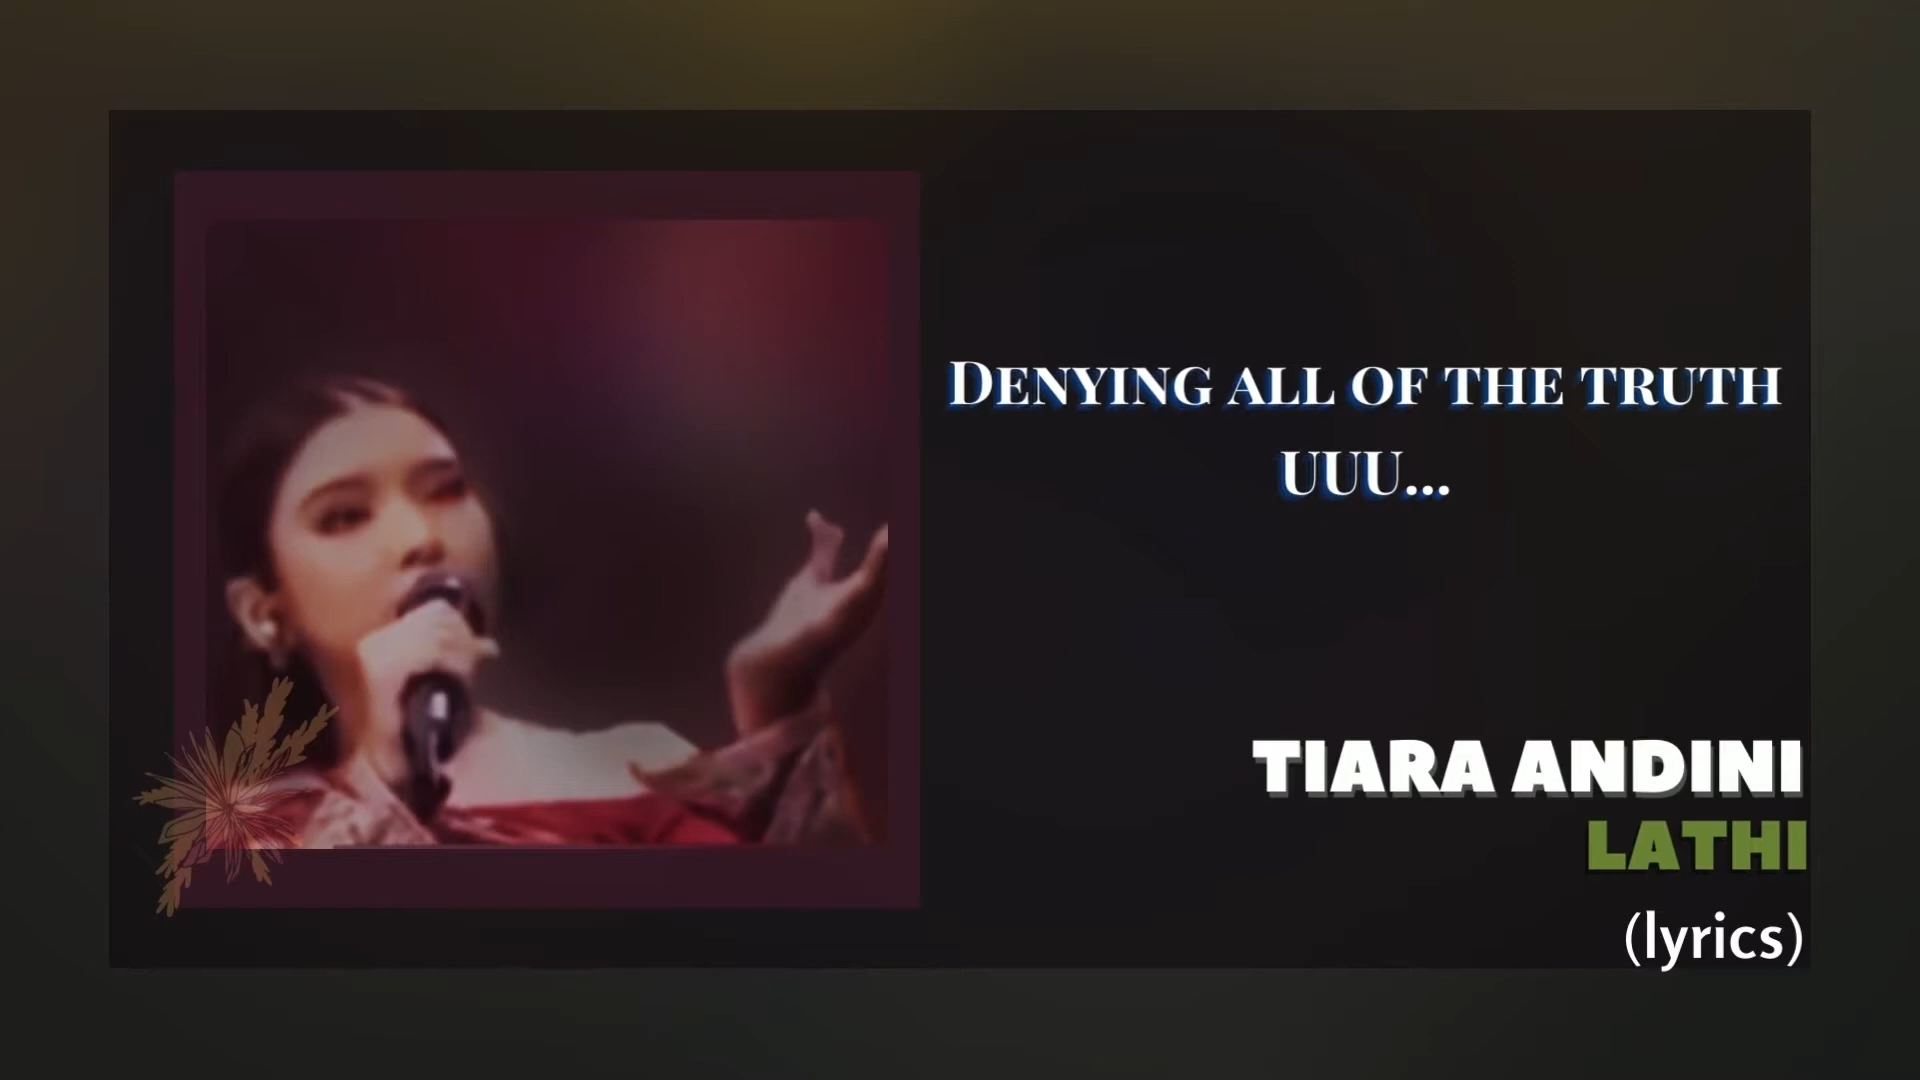 Denying all of the truth
uuu...
TIARA ANDINI
LATHI
(lyrics)